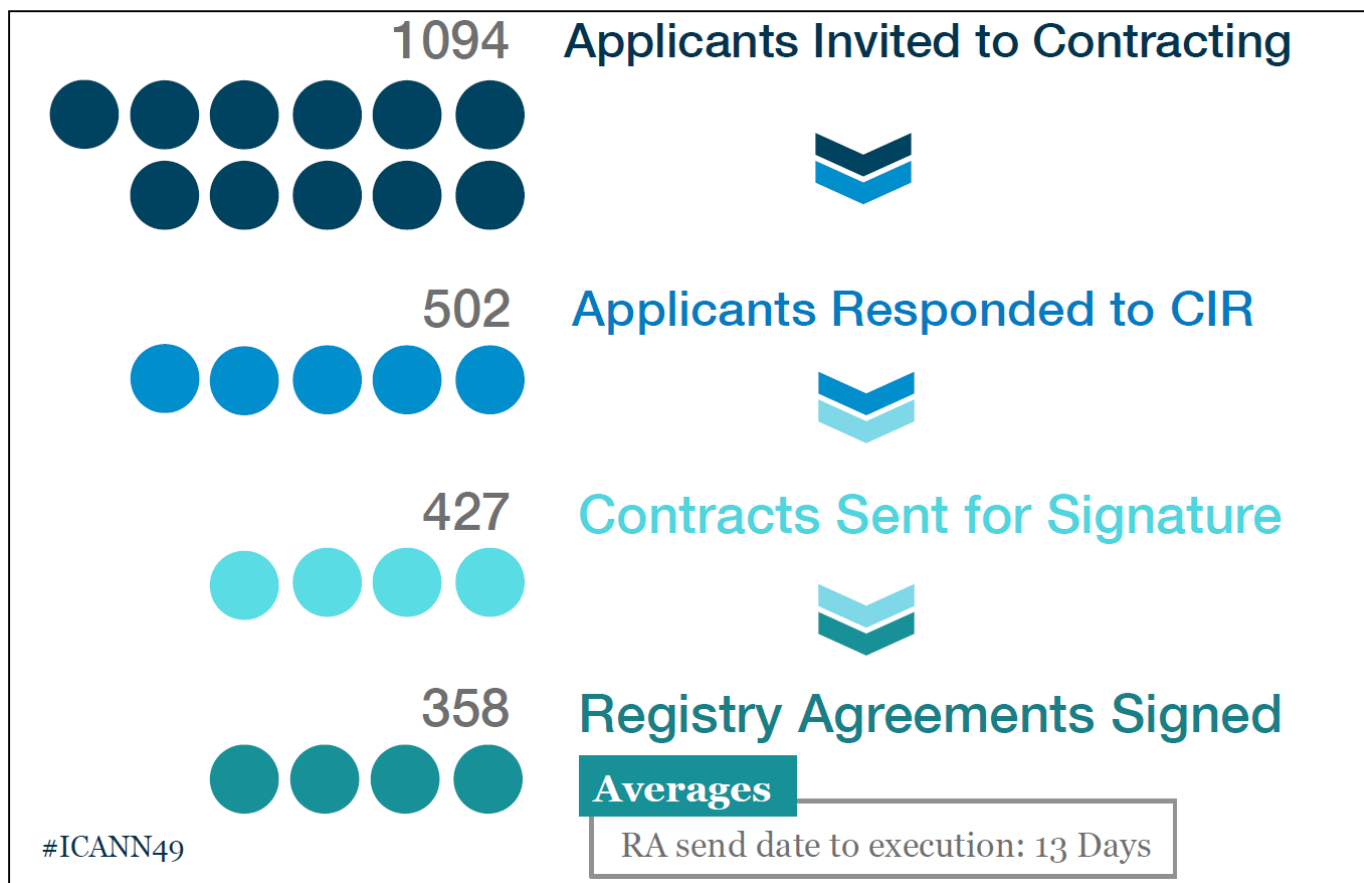 1094 Applicants Invited to Contracting
502 Applicants Responded to CIR
427 Contracts Sent for Signature
358 Registry Agreements Signed
Averages
RA send date to execution: 13 Days
#ICANN49